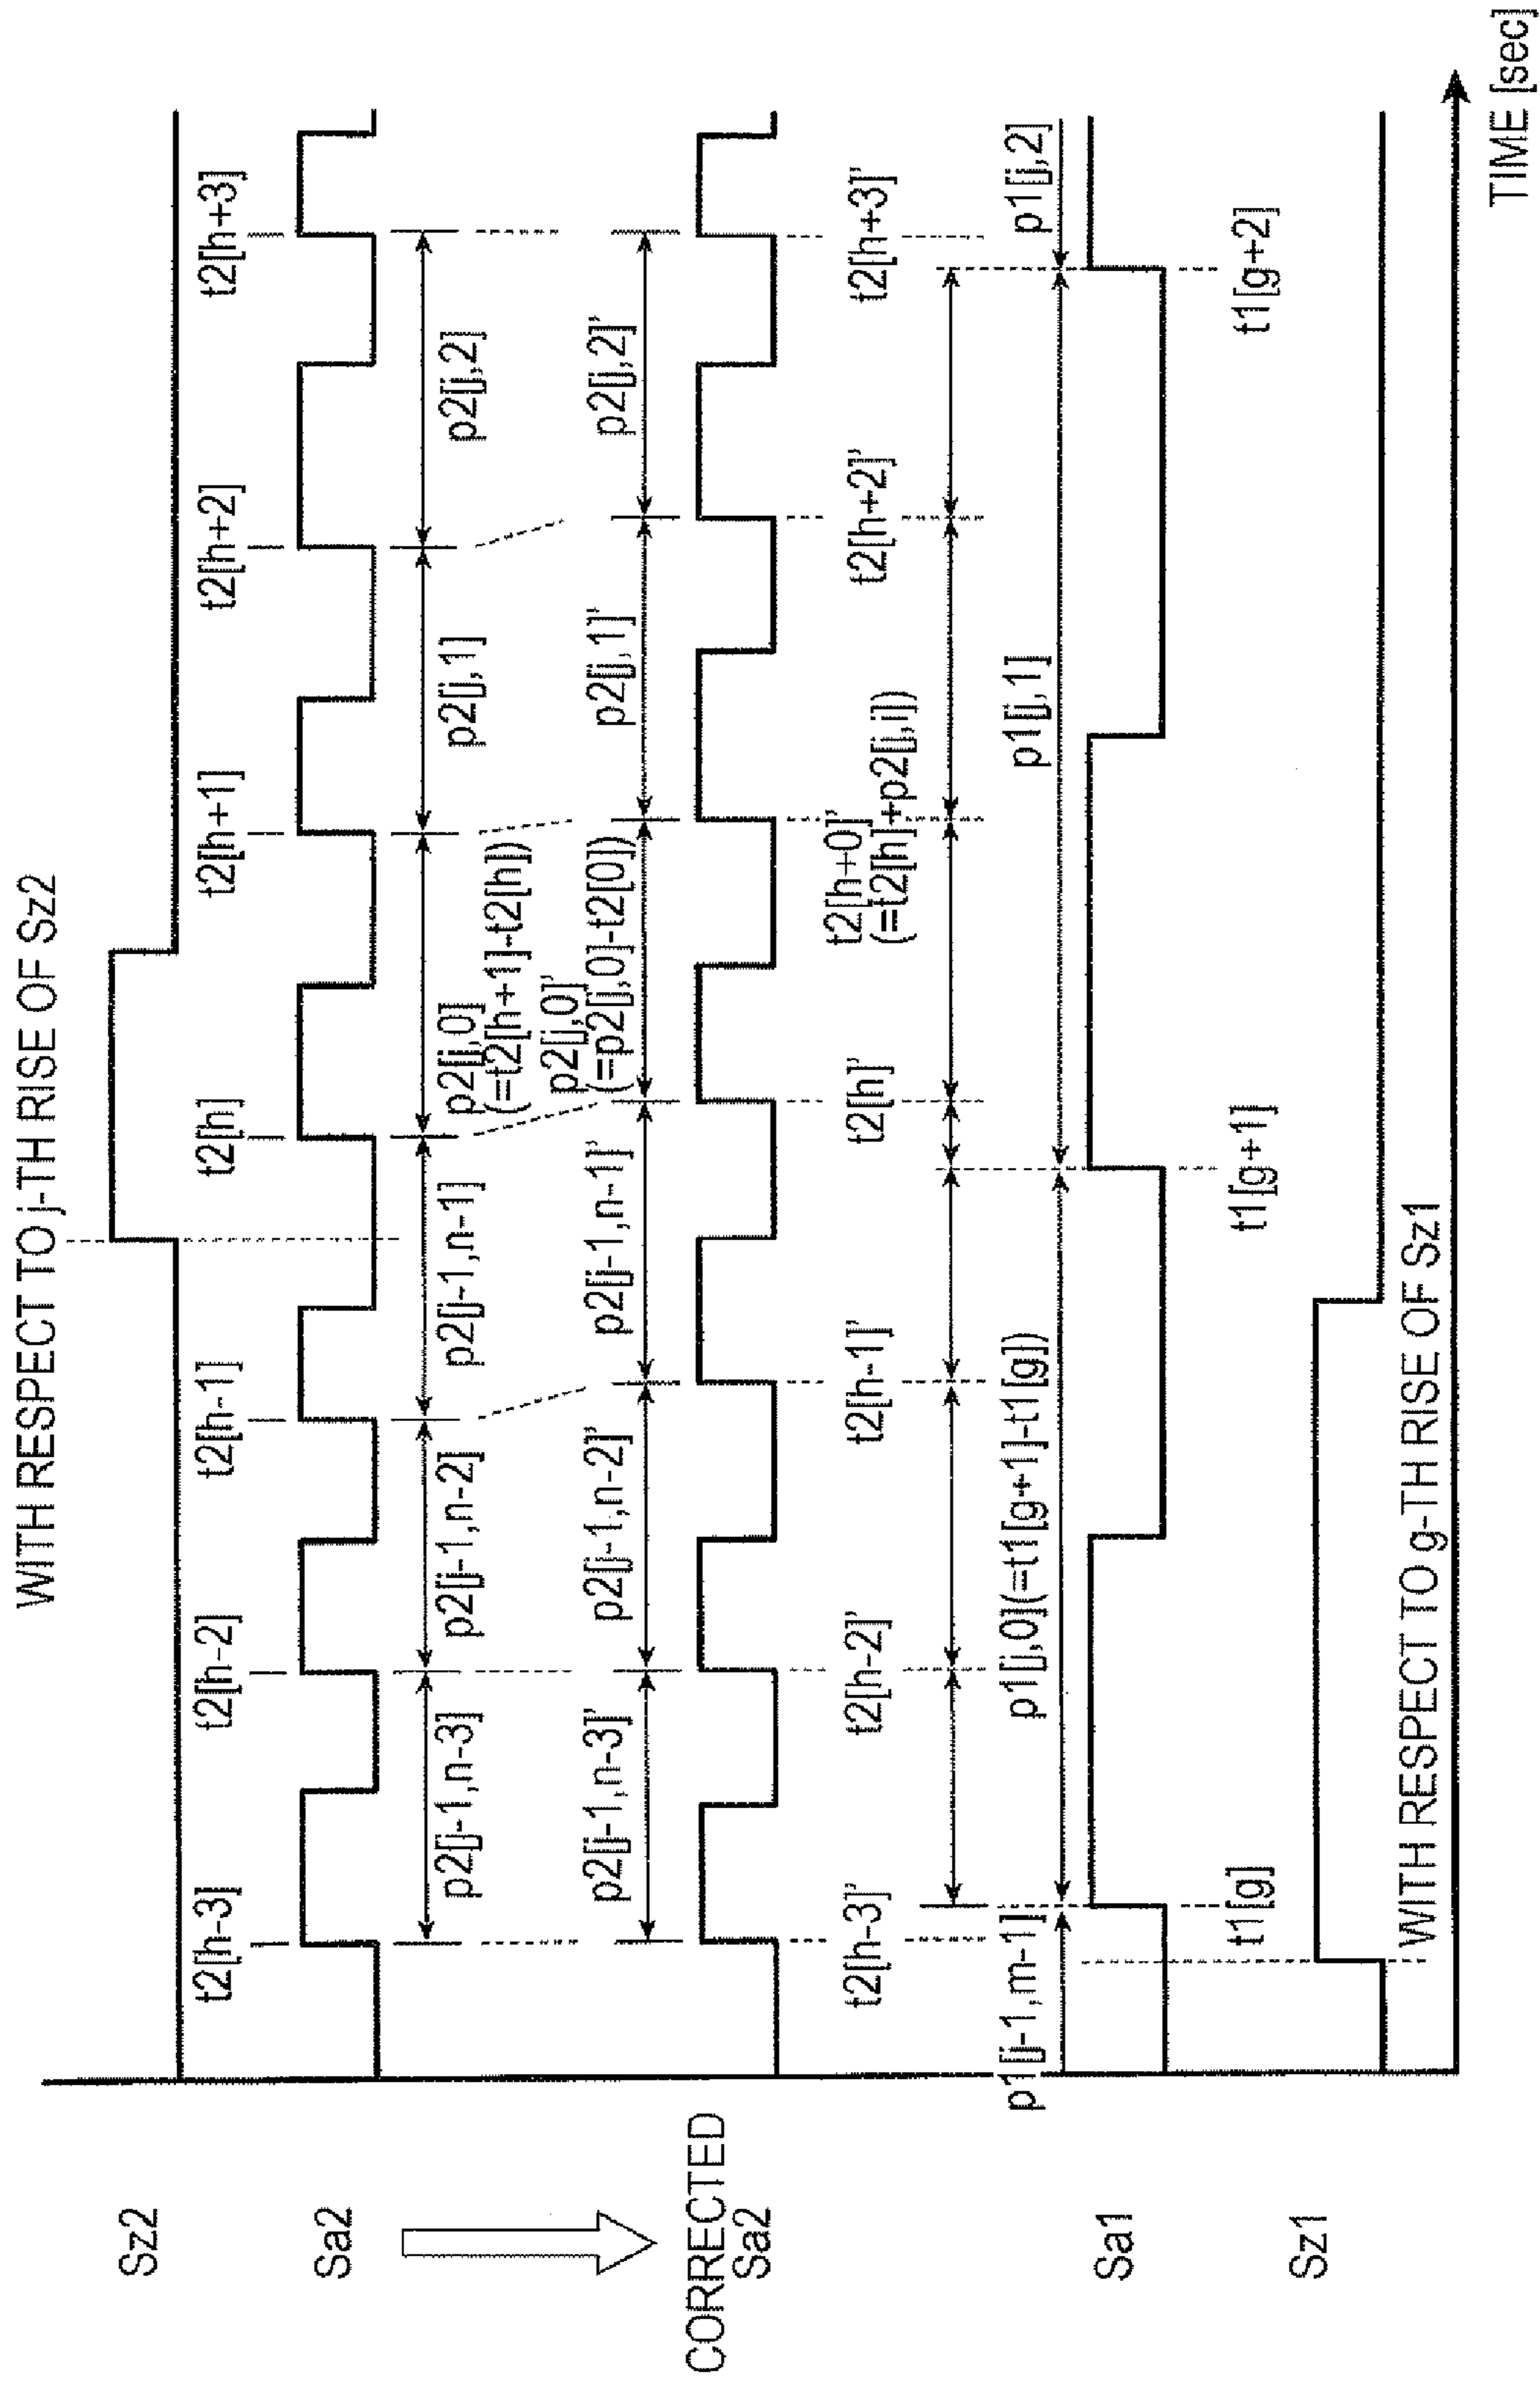 WITH RESPECT TO j-TH RISE OF Sz2
Sz2
t2[h-3]
t2[h-2]
t2[h-1]
t2[h]
t2[h+1]
t2[h+2]
t2[h+3]
Sa2
p2[j-1,n-3]
p2[j-1,n-2]
p2[j-1,n-1]
p2[j,0]
(=t2[h+1]-t2[h])
p2[j,1]
p2[j,2]
p2[j-1,n-3]'
p2[j-1,n-2]'
p2[j-1,n-1]'
p2[j,0]'
(=p2[j,0]-t2[0])
p2[j,1]'
p2[j,2]'
CORRECTED
Sa2
t2[h-3]'
t2[h-2]'
t2[h-1]'
t2[h]'
t2[h+0]'
(=t2[h]+p2[j,i])
t2[h+2]'
t2[h+3]'
p1[j-1,m-1]
p1[j,0](=t1[g+1]-t1[g])
p1[j,1]
p1[j,2]
Sa1
t1[g]
t1[g+1]
t1[g+2]
Sz1
WITH RESPECT TO g-TH RISE OF Sz1
TIME [sec]